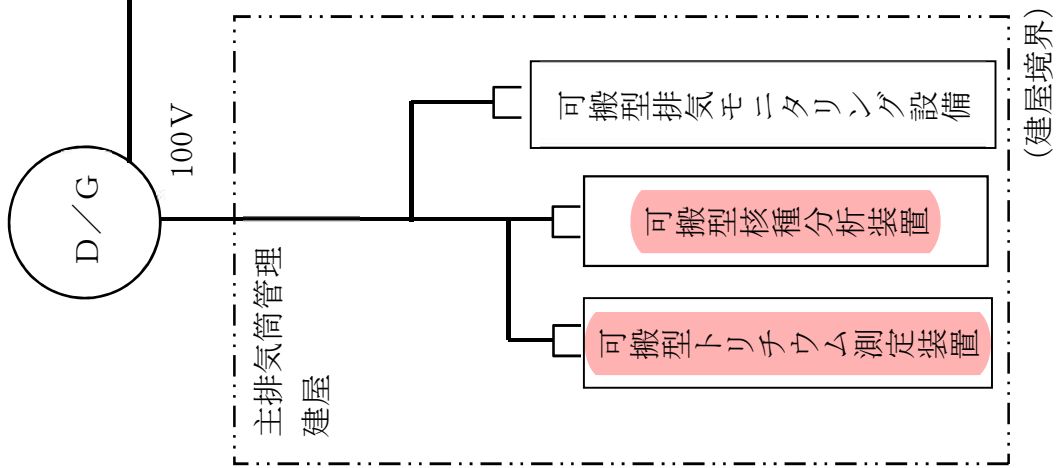 D／G
100V
主排気筒管理
建屋
可搬型排気モニタリング設備
可搬型核種分析装置
可搬型トリチウム測定装置
(建屋境界)